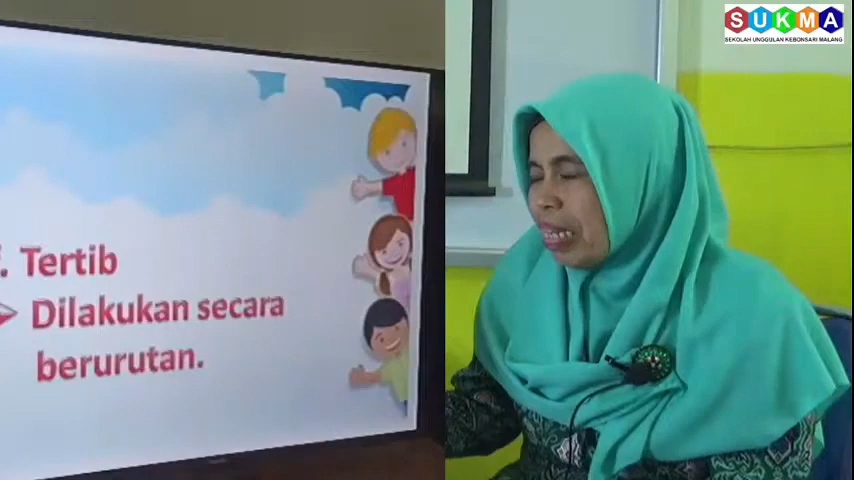 SUKMA
SEKOLAH UNGGULAN KEBONSARI MALANG
. Tertib
Dilakukan secara
berurutan.